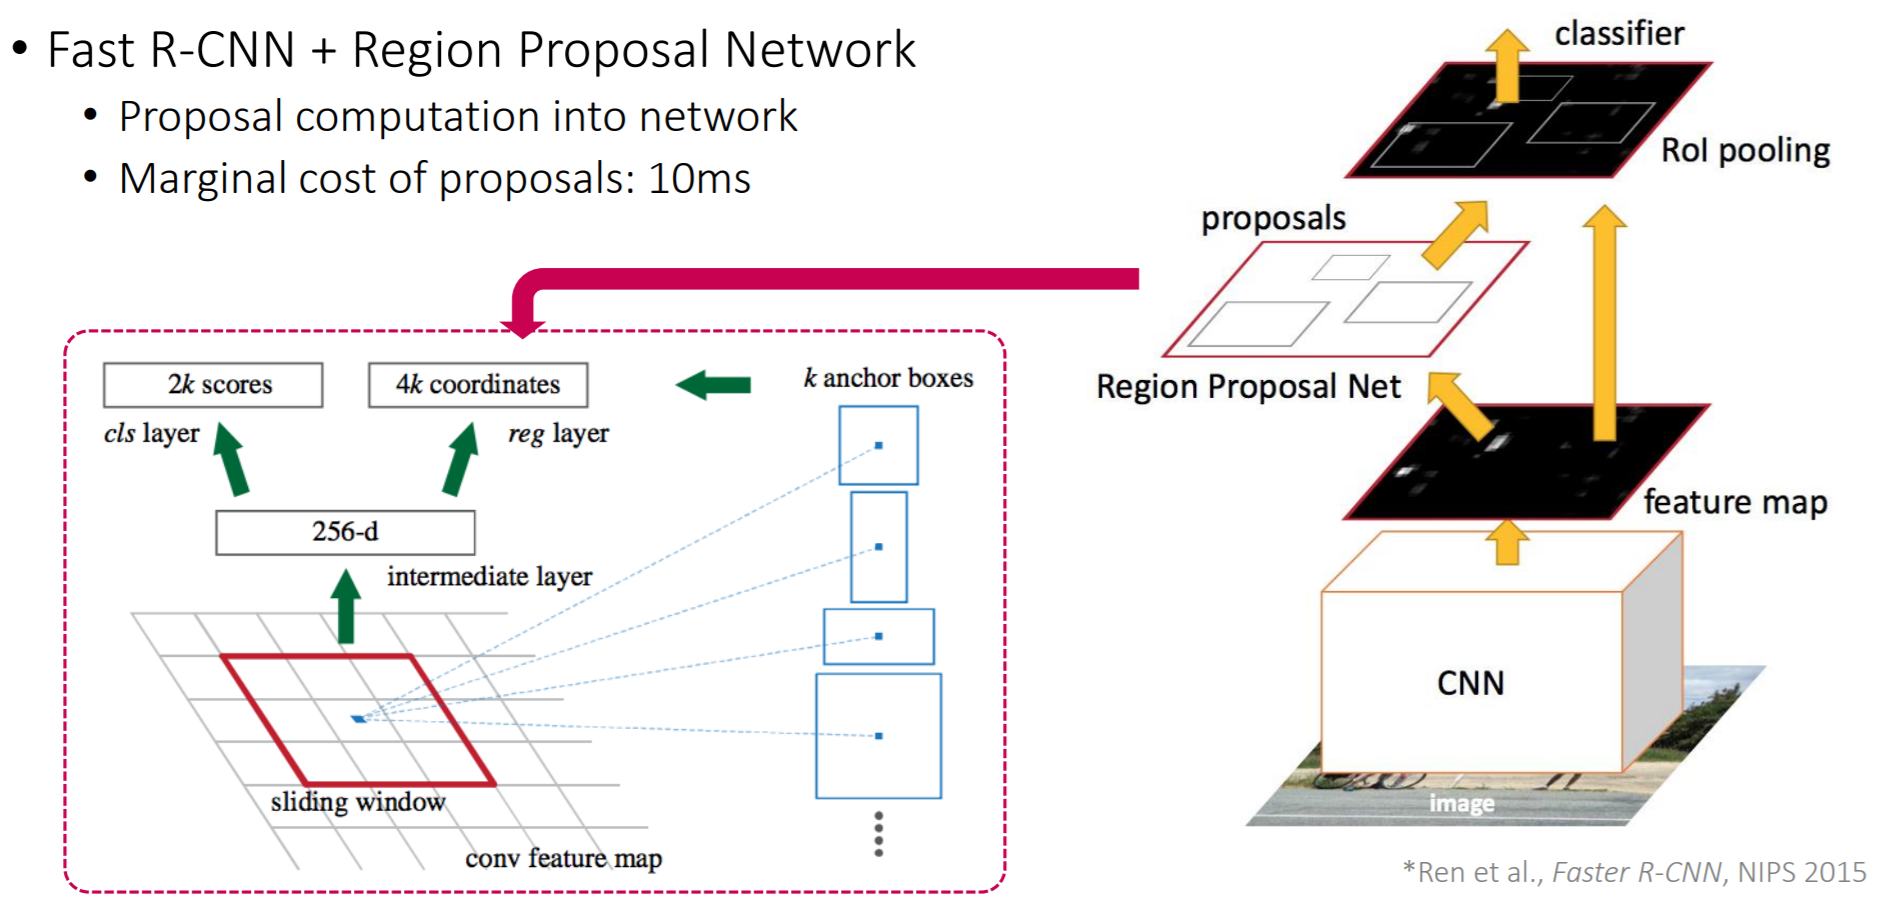 • Fast R-CNN + Region Proposal Network
• Proposal computation into network
• Marginal cost of proposals: 10ms
2k scores
4k coordinates
cls layer
reg layer
256-d
intermediate layer
sliding window
conv feature map
k anchor boxes
classifier
RoI pooling
proposals
Region Proposal Net
feature map
CNN
image
*Ren et al., Faster R-CNN, NIPS 2015